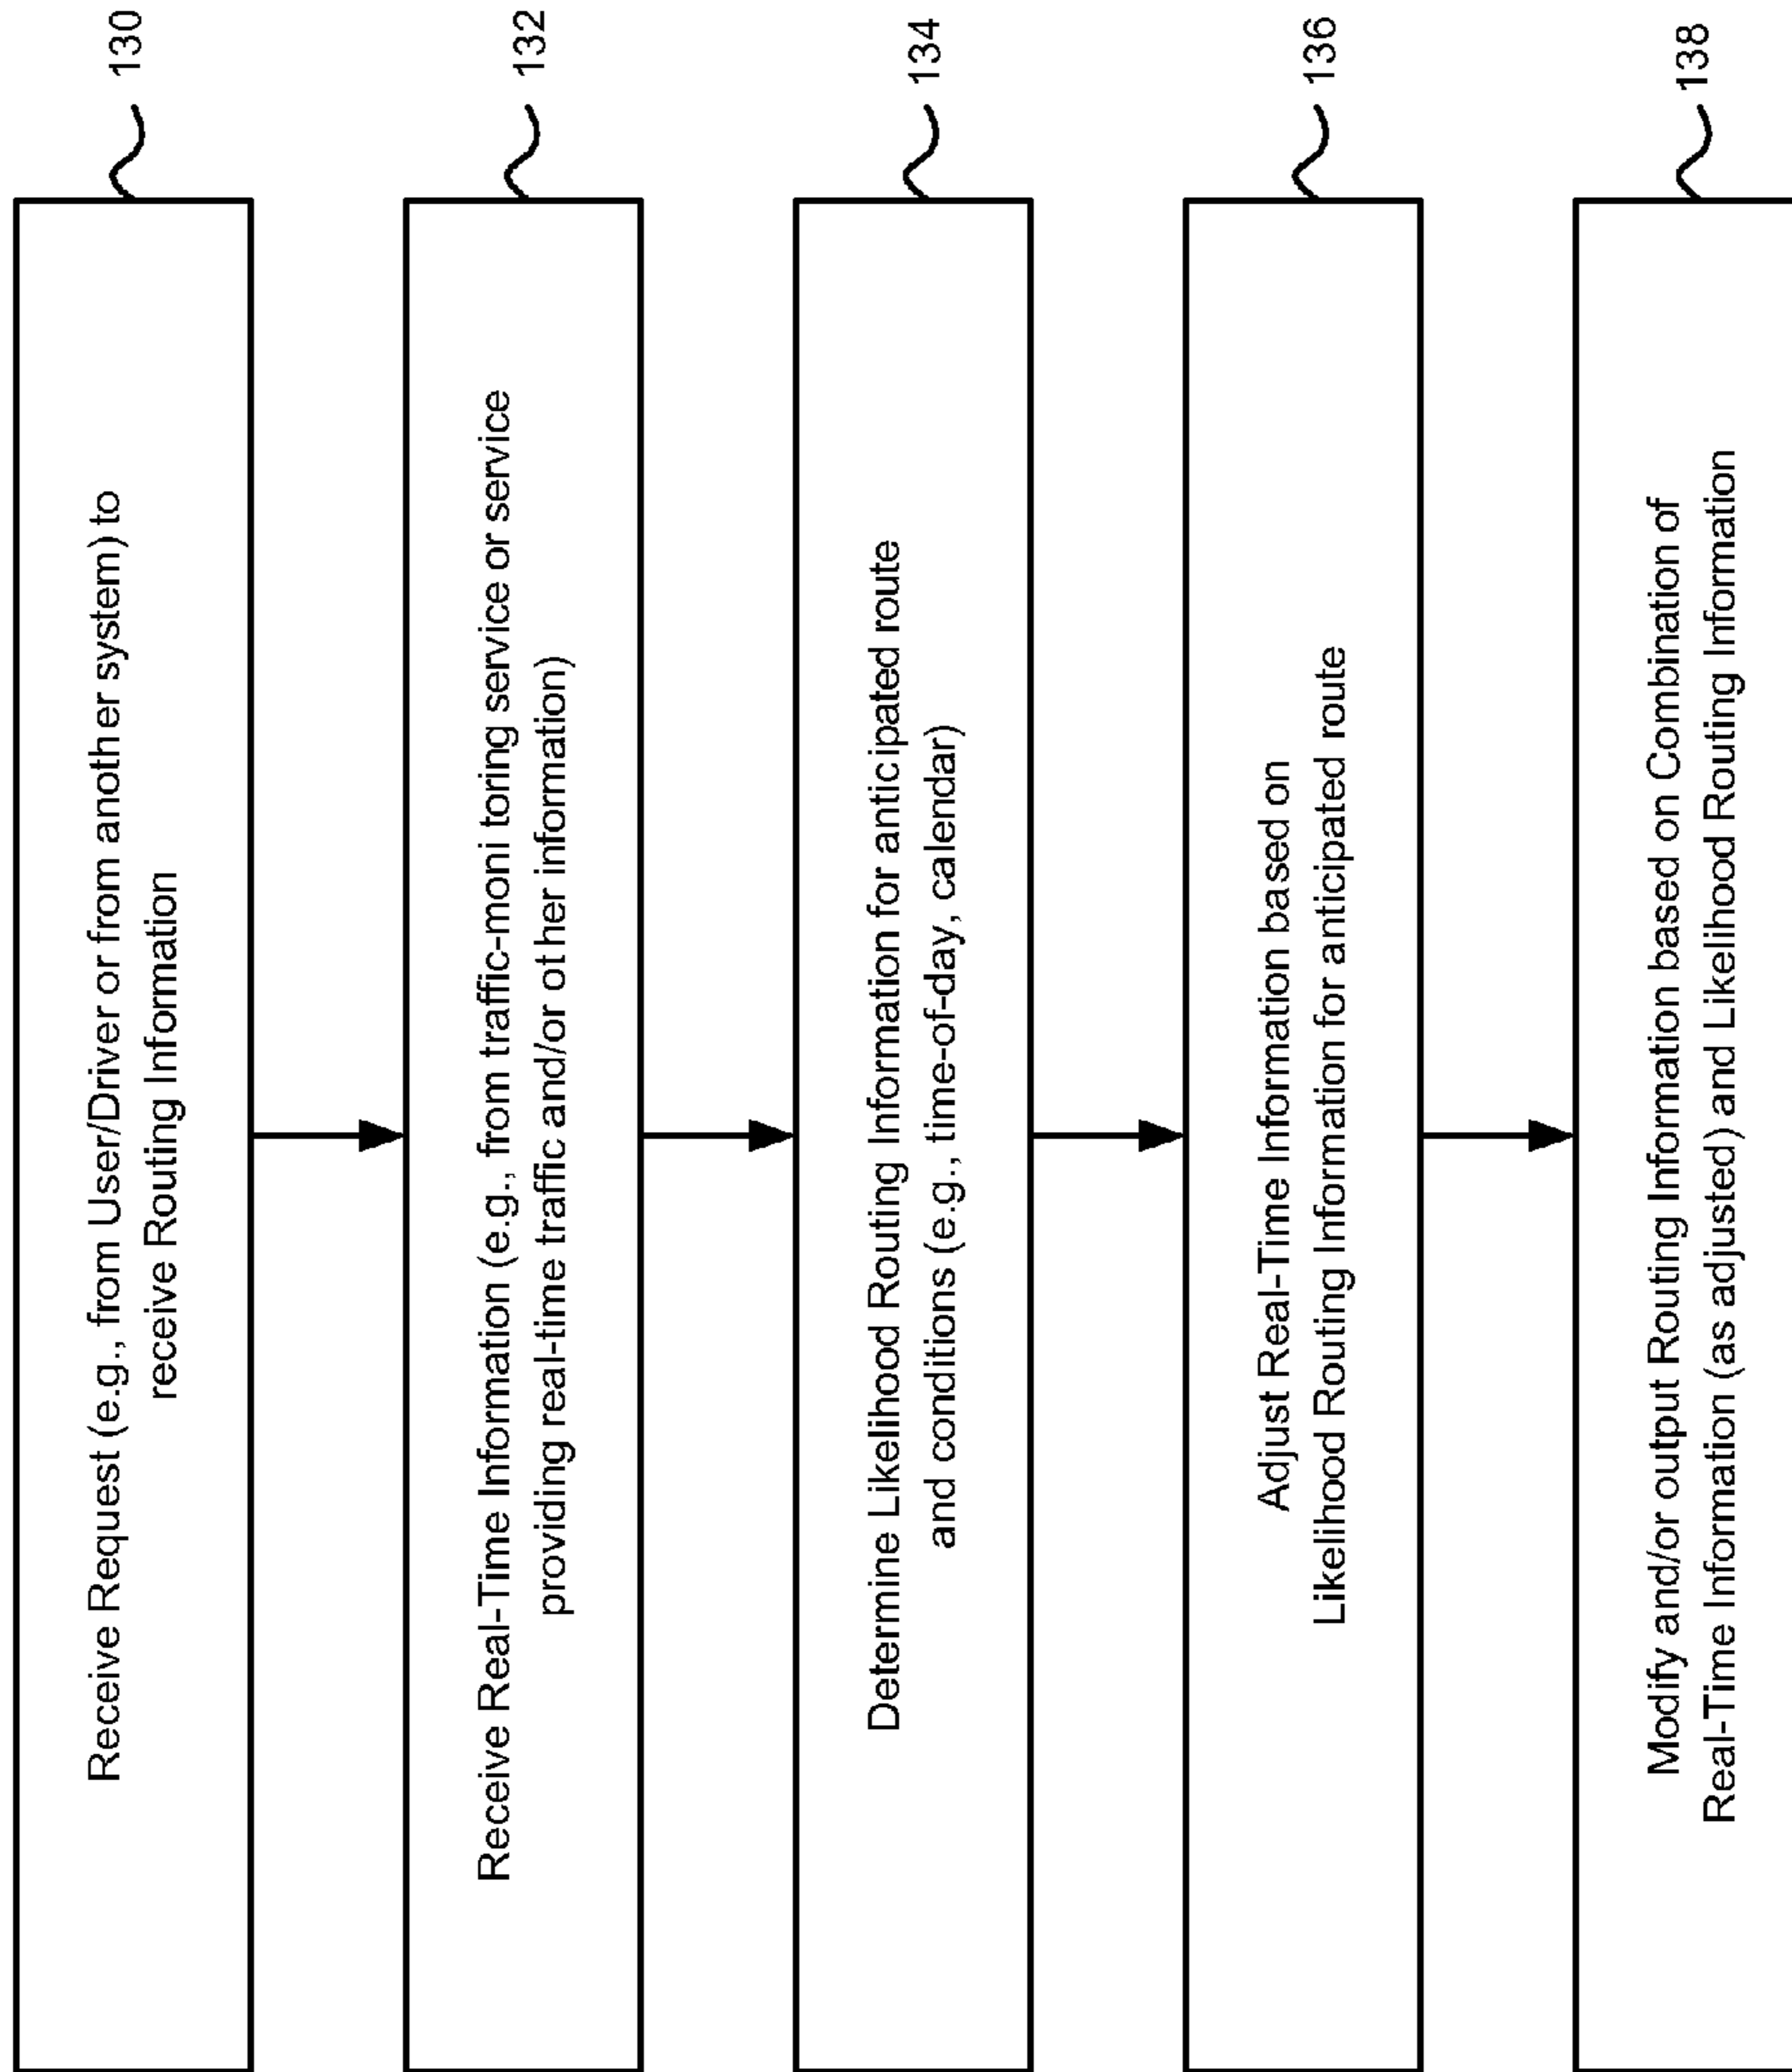 Receive Request (e.g., from User/Driver or from another system) to
receive Routing Information
130
Receive Real-Time Information (e.g., from traffic-moni toring service or service
providing real-time traffic and/or other information)
132
Determine Likelihood Routing Information for anticipated route
and conditions (e.g., time-of-day, calendar)
134
Adjust Real-Time Information based on
Likelihood Routing Information for anticipated route
136
Modify and/or output Routing Information based on Combination of
Real-Time Information (as adjusted) and Likelihood Routing Information
138